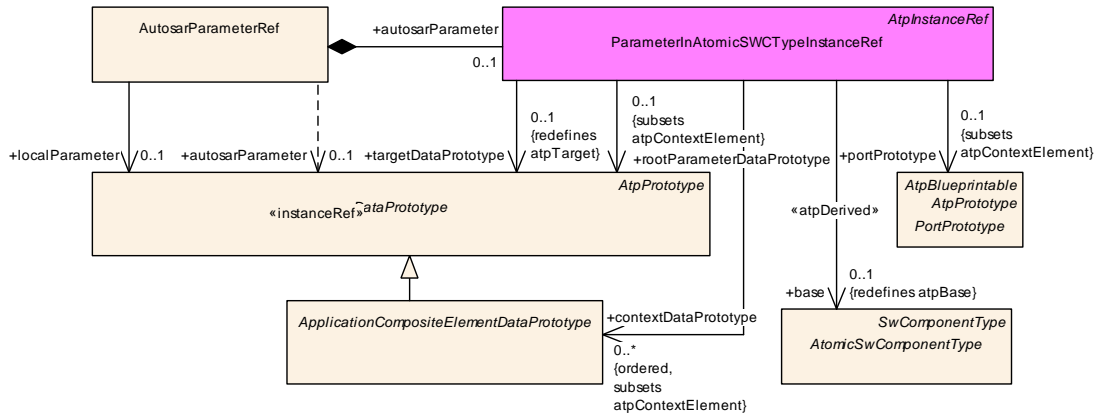 AutosarParameterRef
+autosarParameter
0..1
AtpInstanceRef
ParameterInAtomicSWCTypeInstanceRef
+localParameter
0..1
+autosarParameter
0..1
+targetDataPrototype
0..1
{redefines
atpTarget}
0..1
{subsets
atpContextElement}
+rootParameterDataPrototype
+portPrototype
0..1
{subsets
atpContextElement}
AtpPrototype
«instanceRef»
DataPrototype
«atpDerived»
AtpBlueprintable
AtpPrototype
PortPrototype
+base
0..1
{redefines atpBase}
ApplicationCompositeElementDataPrototype
+contextDataPrototype
0..*
{ordered,
subsets
atpContextElement}
SwComponentType
AtomicSwComponentType